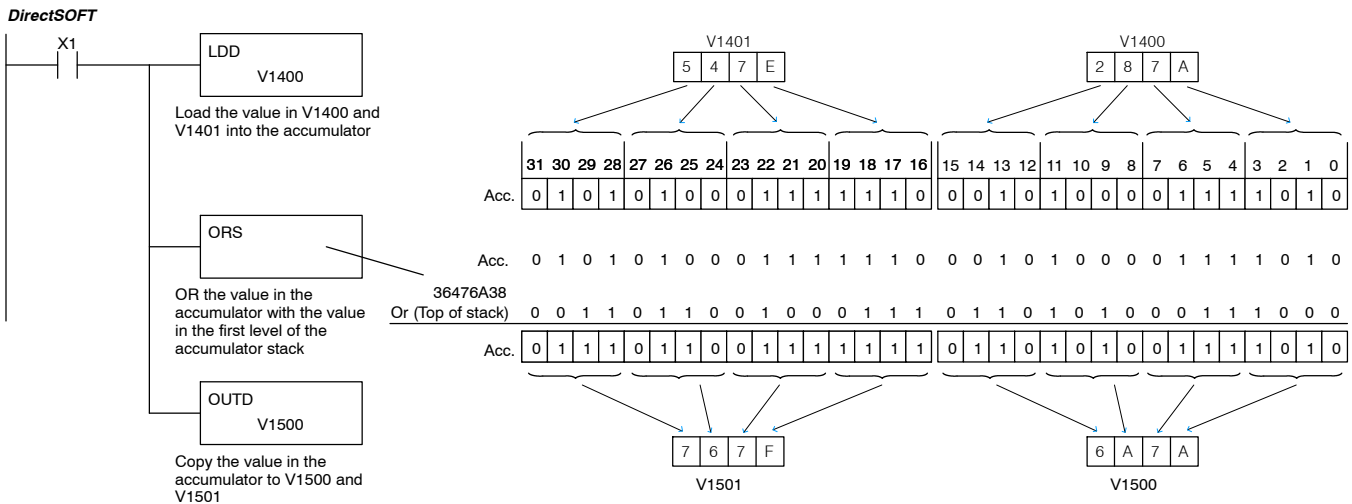 DirectSOFT
X1
LDD
V1400
Load the value in V1400 and
V1401 into the accumulator
ORS
OR the value in the
accumulator with the value
in the first level of the
accumulator stack
OUTD
V1500
Copy the value in the
accumulator to V1500 and
V1501
V1401 V1400
5 4 7 E 2 8 7 A
31 30 29 28 27 26 25 24 23 22 21 20 19 18 17 16 15 14 13 12 11 10 9 8 7 6 5 4 3 2 1 0
Acc. 0 1 0 1 0 1 0 0 0 1 1 1 1 1 1 0 0 0 1 0 1 0 0 0 0 1 1 1 1 0 1 0
Acc. 0 1 0 1 0 1 0 0 0 1 1 1 1 1 1 0 0 0 1 0 1 0 0 0 0 1 1 1 1 0 1 0
36476A38
Or (Top of stack) 0 0 1 1 0 1 1 0 0 1 0 0 0 1 1 1 0 1 1 0 1 0 1 0 0 0 1 1 1 0 0 0
Acc. 0 1 1 1 0 1 1 0 0 1 1 1 1 1 1 1 0 1 1 0 1 0 1 0 0 1 1 1 1 0 1 0
7 6 7 F 6 A 7 A
V1501 V1500